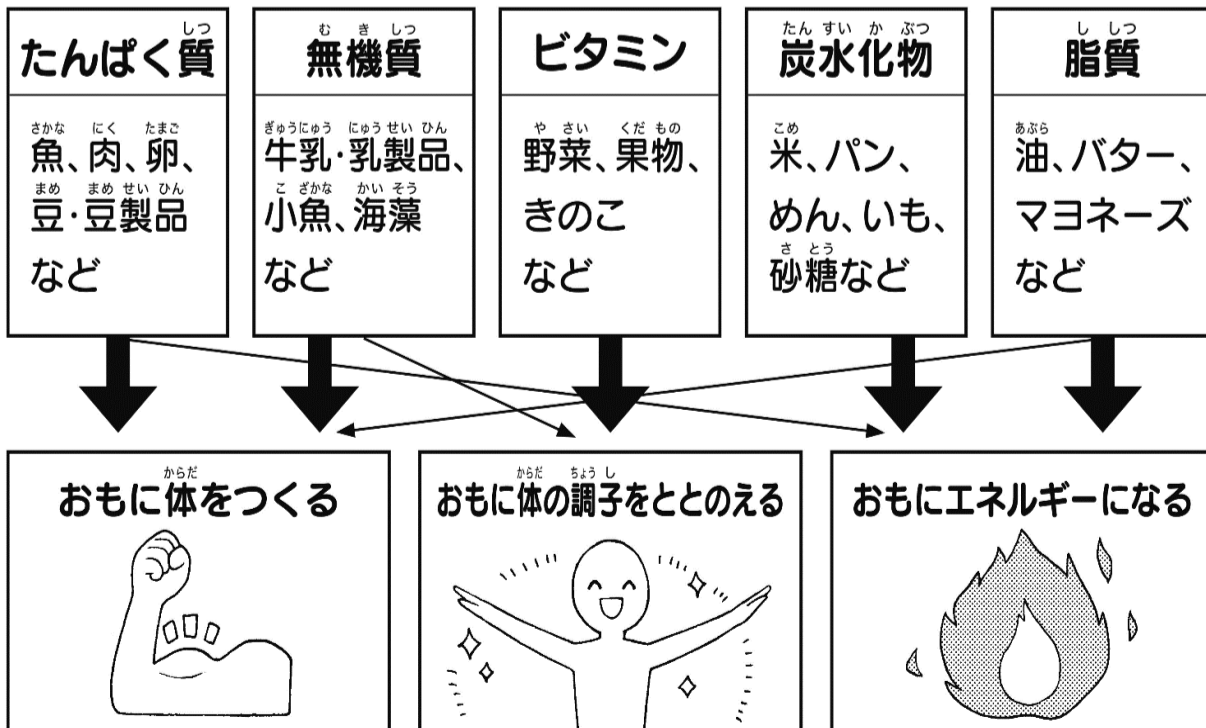 たんぱく質
魚、肉、卵、
豆・豆製品
など
無機質
牛乳・乳製品、
小魚、海藻
など
ビタミン
野菜、果物、
きのこ
など
炭水化物
米、パン、
めん、いも、
砂糖など
脂質
油、バター、
マヨネーズ
など
おもに体をつくる
おもに体の調子をととのえる
おもにエネルギーになる